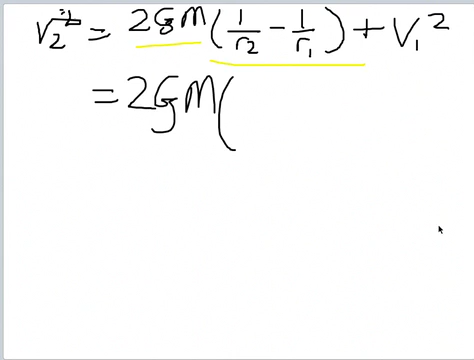 V₂² = 2GM(1/r₂ - 1/r₁) + V₁²
= 2GM(